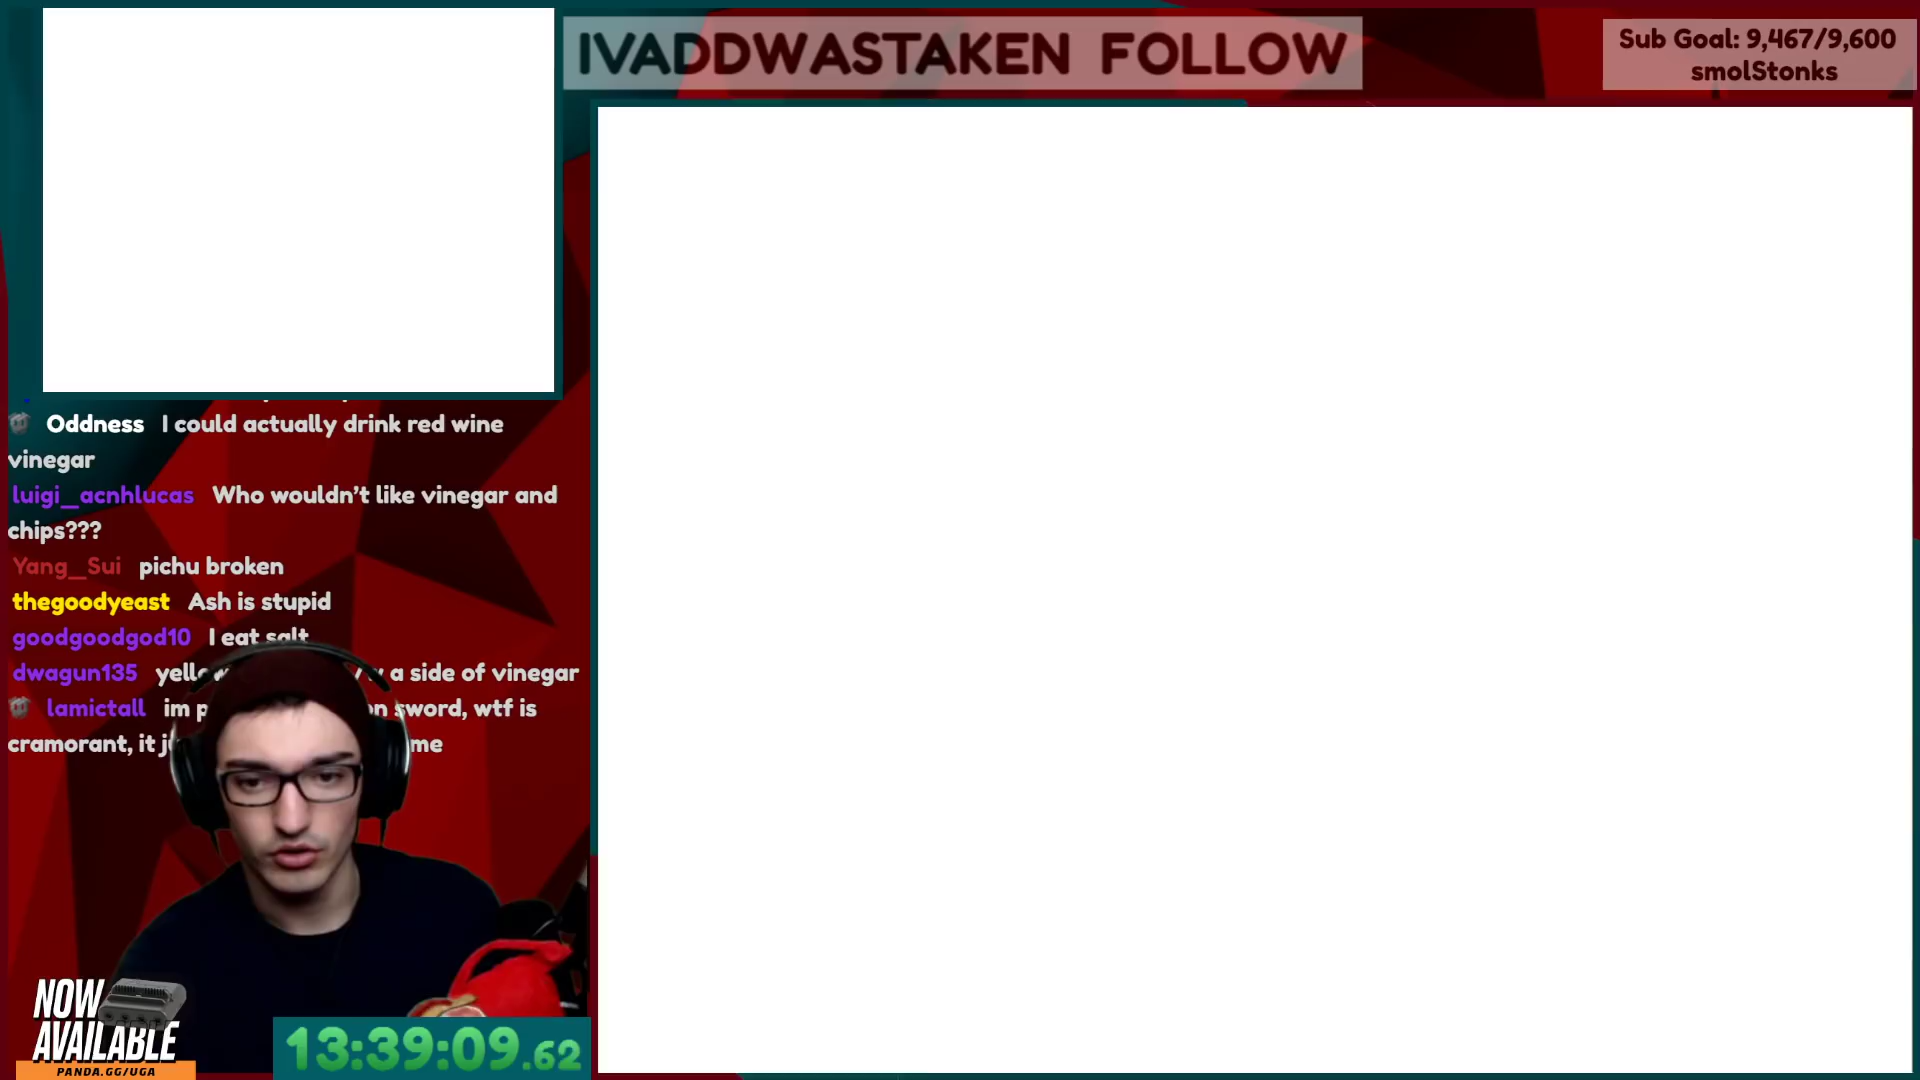 IVADDWASTAKEN FOLLOW
Sub Goal: 9,467/9,600
smolStonks
Oddness I could actually drink red wine
vinegar
luigi_acnhlucas Who wouldn't like vinegar and
chips???
Yang_Sui pichu broken
thegoodyeast Ash is stupid
goodgoodgod10 I eat salt
dwagun135 a side of vinegar
lamictall im sword, wtf is
cramorant, it me
NOW
AVAILABLE
PANDA.GG/UGA
13:39:09.62